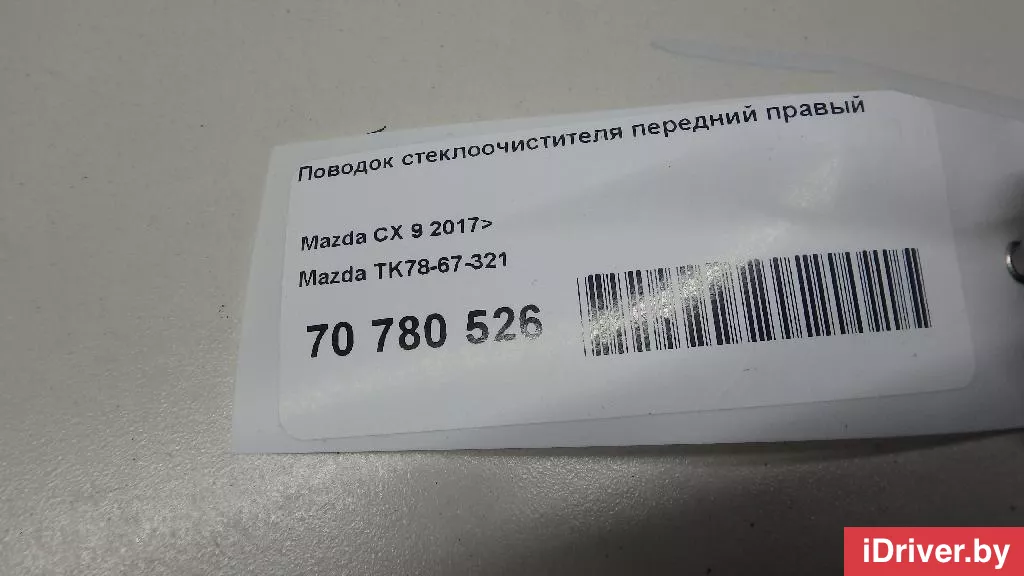 Поводок стеклоочистителя передний правый
Mazda CX 9 2017>
Mazda TK78-67-321
70 780 526
iDriver.by